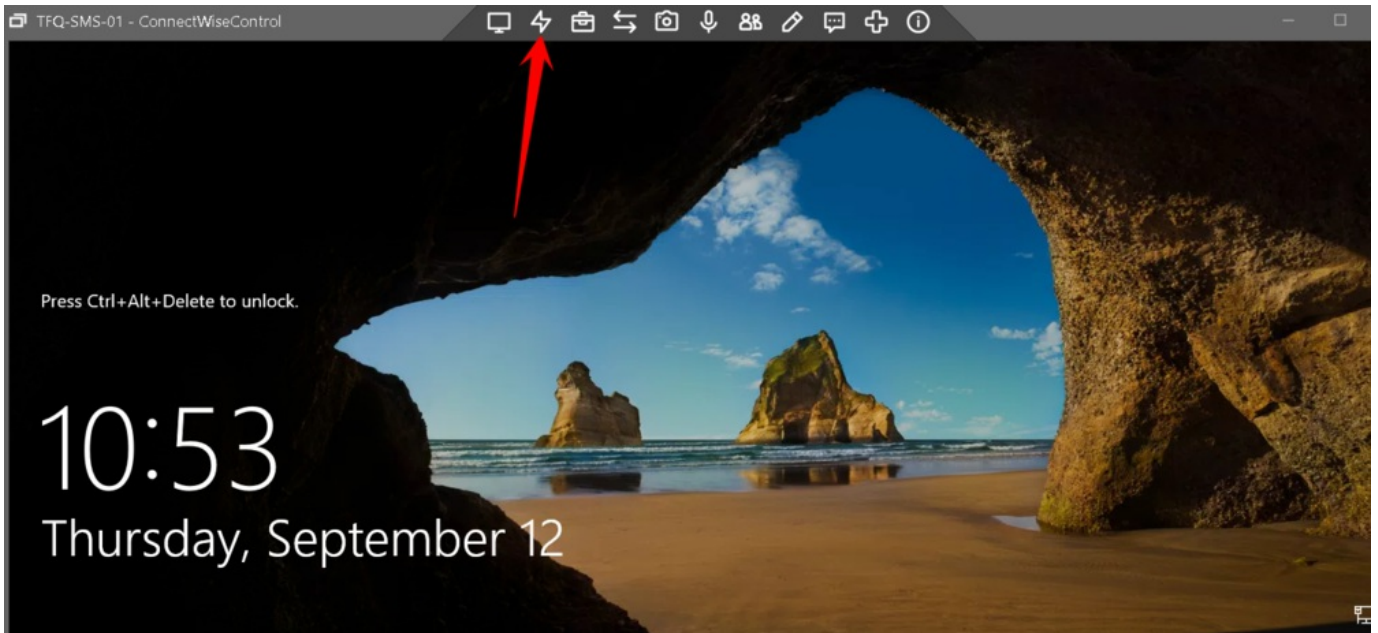 TFQ-SMS-01 - ConnectWiseControl
Press Ctrl+Alt+Delete to unlock.
10:53
Thursday, September 12